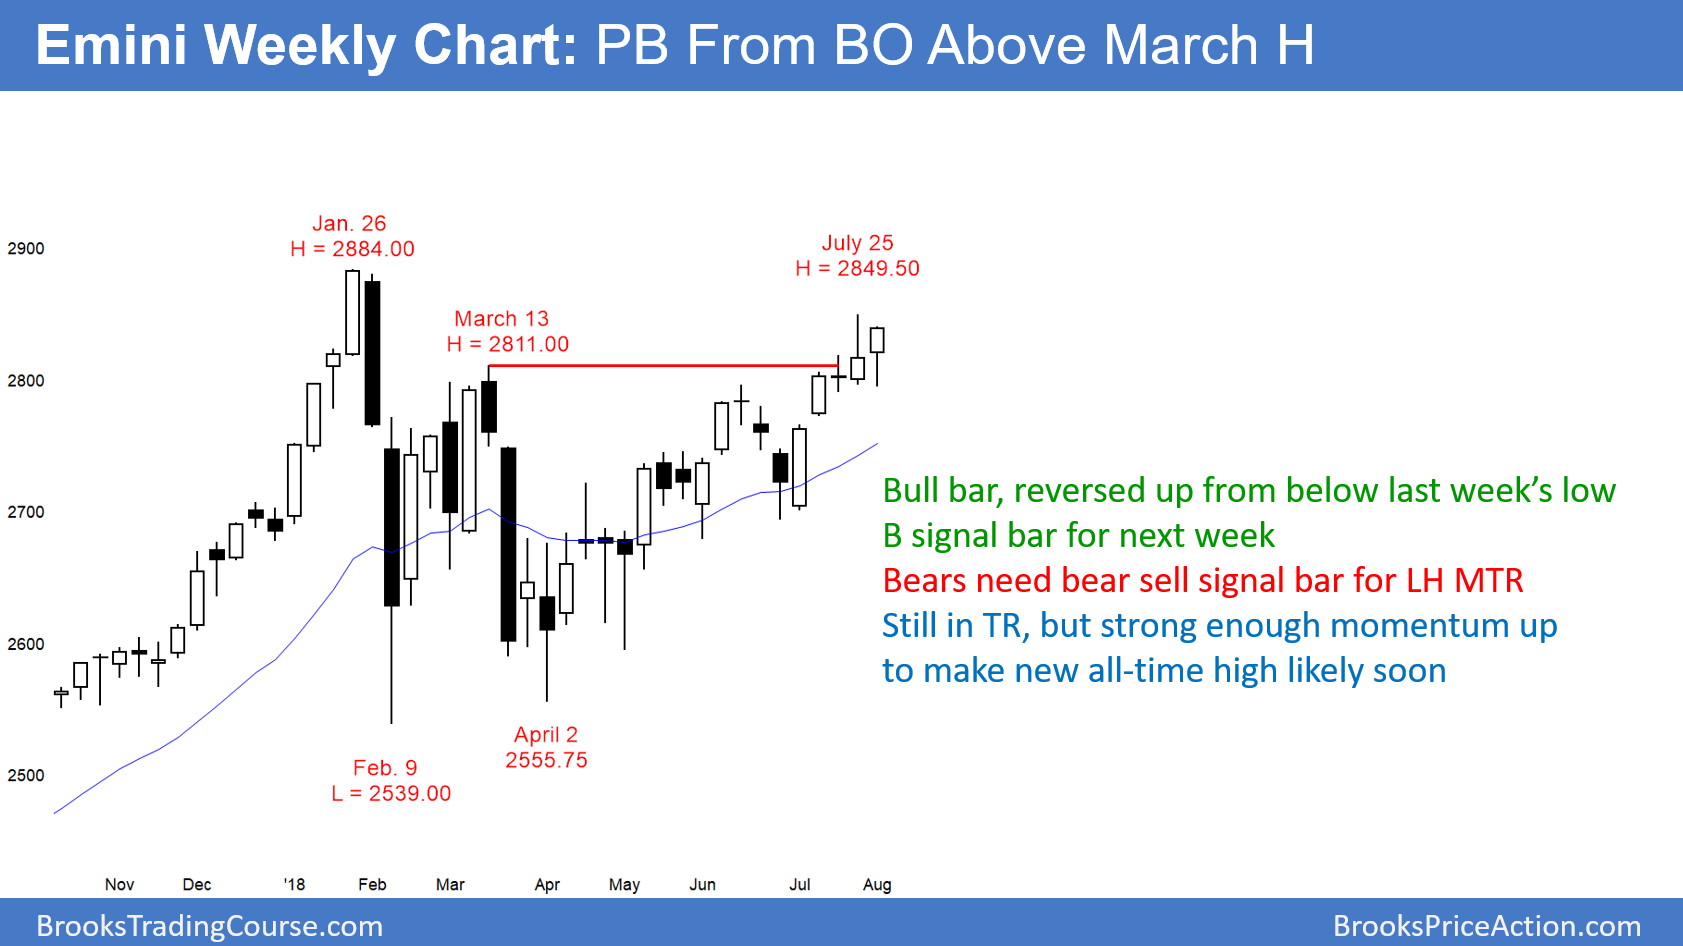 Emini Weekly Chart: PB From BO Above March H
Jan. 26
H = 2884.00
July 25
H = 2849.50
March 13
H = 2811.00
2900
2800
2700
2600
2500
Bull bar, reversed up from below last week’s low
B signal bar for next week
Bears need bear sell signal bar for LH MTR
Still in TR, but strong enough momentum up
to make new all-time high likely soon
April 2
2555.75
Feb. 9
L = 2539.00
Nov Dec '18 Feb Mar Apr May Jun Jul Aug
BrooksTradingCourse.com
BrooksPriceAction.com